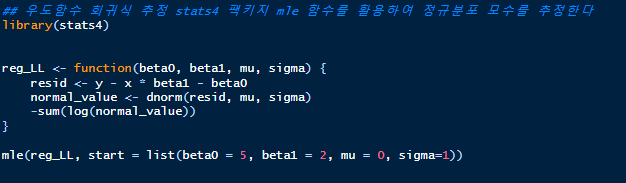 ## 우도함수 회귀식 추정 stats4 팩키지 mle 함수를 활용하여 정규분포 모수를 추정한다
library(stats4)
reg_LL <- function(beta0, beta1, mu, sigma) {
resid <- y - x * beta1 - beta0
normal_value <- dnorm(resid, mu, sigma)
-sum(log(normal_value))
}
mle(reg_LL, start = list(beta0 = 5, beta1 = 2, mu = 0, sigma=1))